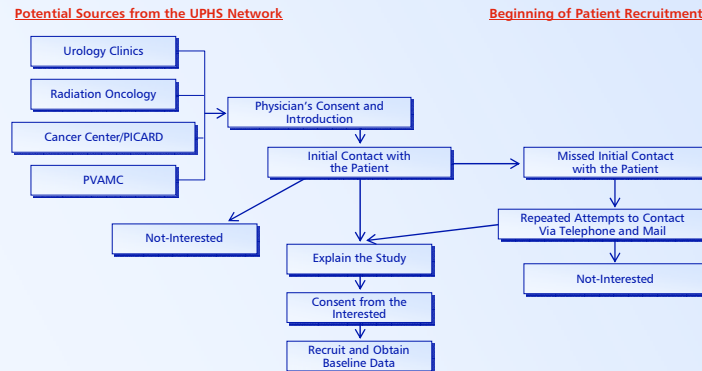 Potential Sources from the UPHS Network
Beginning of Patient Recruitment
Urology Clinics
Radiation Oncology
Cancer Center/PICARD
PVAMC
Physician's Consent and
Introduction
Initial Contact with
the Patient
Missed Initial Contact
with the Patient
Not-Interested
Repeated Attempts to Contact
Via Telephone and Mail
Explain the Study
Not-Interested
Consent from the
Interested
Recruit and Obtain
Baseline Data